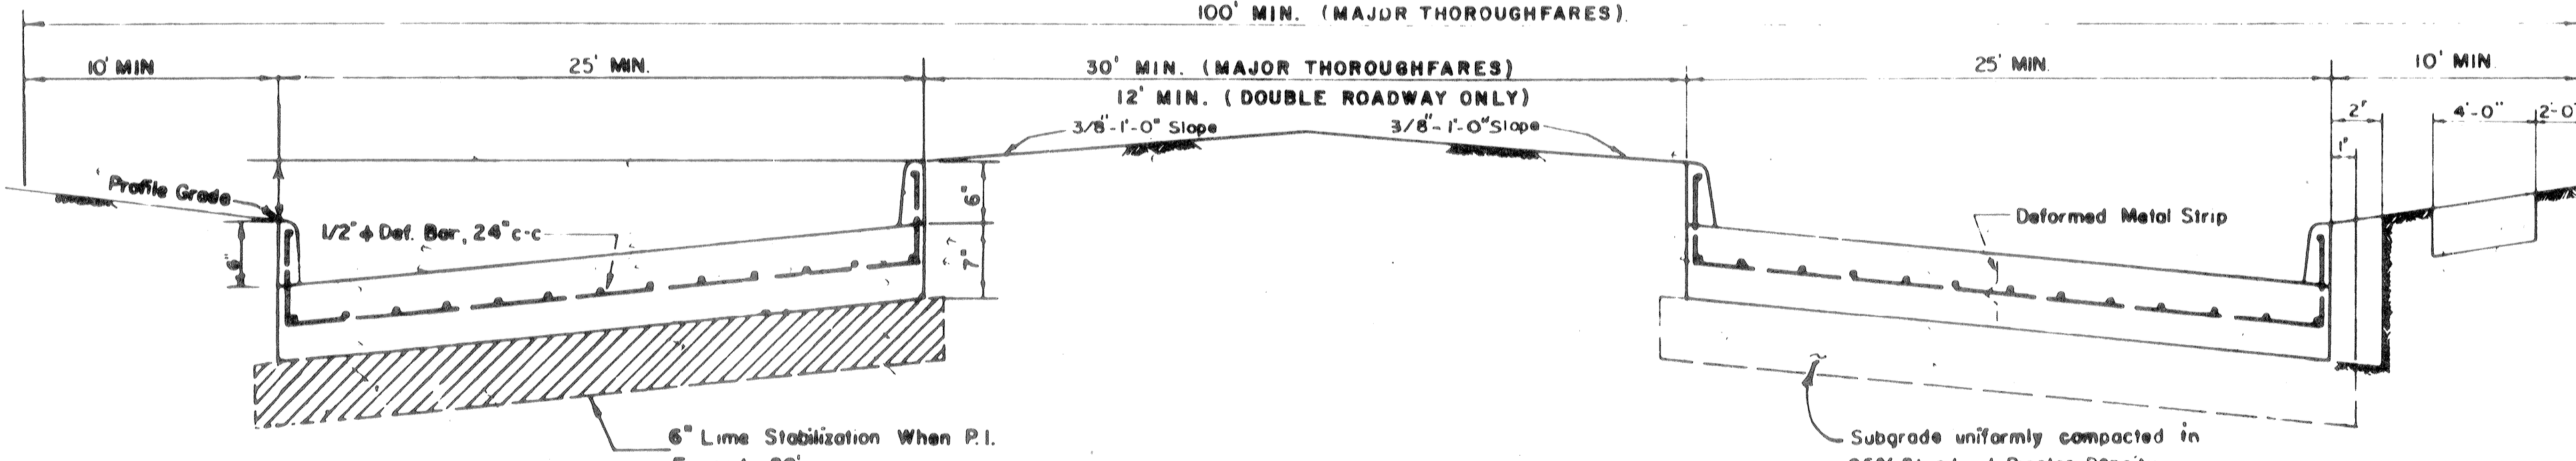 100' MIN. (MAJOR THOROUGHFARES)
10' MIN
25' MIN.
30' MIN. (MAJOR THOROUGHFARES)
25' MIN.
10' MIN
12' MIN. (DOUBLE ROADWAY ONLY)
3/8"-1'-0" Slope
3/8"-1'-0" Slope
2'
4'-0"
2'-0
1'
Profile Grade
6"
1/2" ϕ Def. Bar, 24" c-c
6"
7"
Deformed Metal Strip
6" Lime Stabilization When P.I.
Subgrade uniformly compacted in